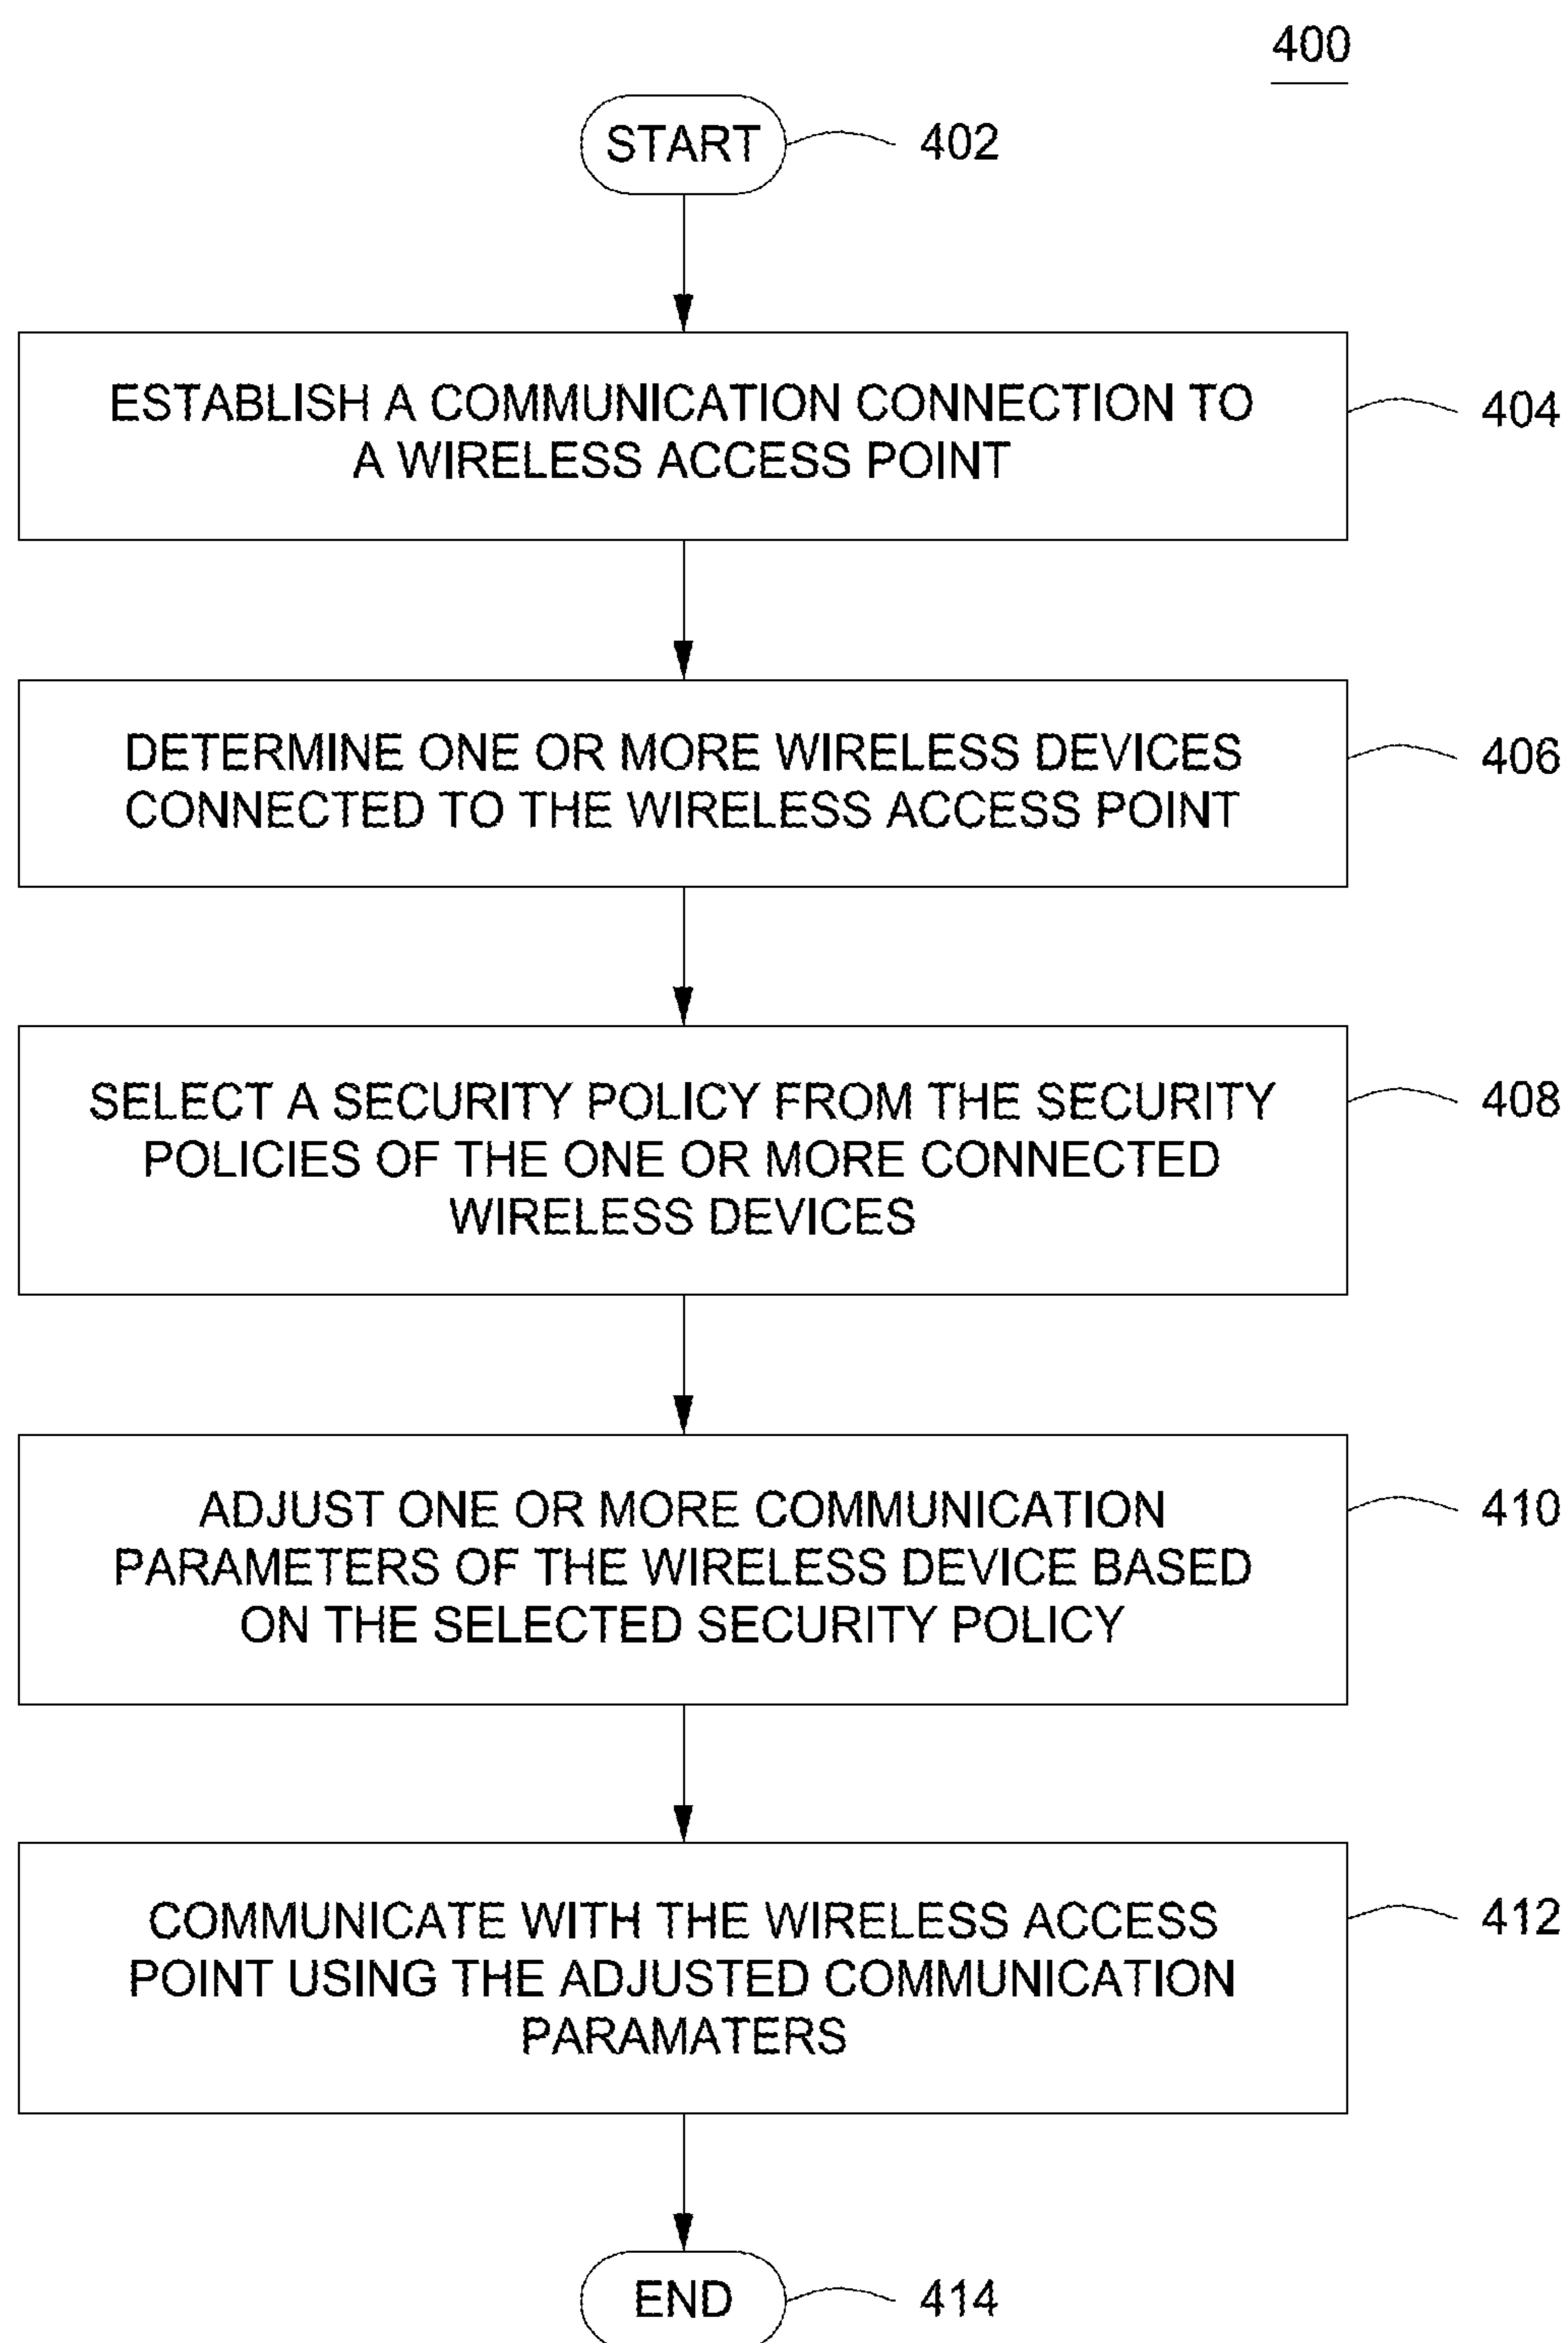 400
START
402
ESTABLISH A COMMUNICATION CONNECTION TO
A WIRELESS ACCESS POINT
404
DETERMINE ONE OR MORE WIRELESS DEVICES
CONNECTED TO THE WIRELESS ACCESS POINT
406
SELECT A SECURITY POLICY FROM THE SECURITY
POLICIES OF THE ONE OR MORE CONNECTED
WIRELESS DEVICES
408
ADJUST ONE OR MORE COMMUNICATION
PARAMETERS OF THE WIRELESS DEVICE BASED
ON THE SELECTED SECURITY POLICY
410
COMMUNICATE WITH THE WIRELESS ACCESS
POINT USING THE ADJUSTED COMMUNICATION
PARAMATERS
412
END
414